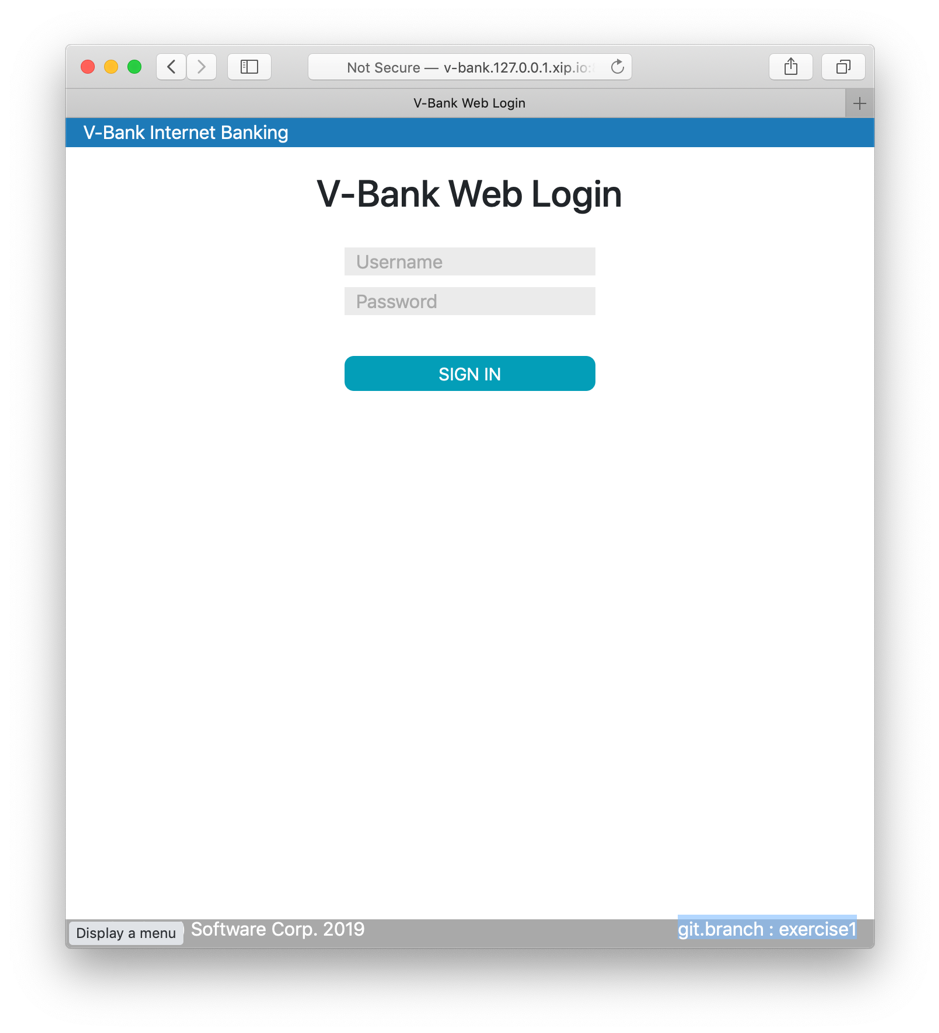 Not Secure — v-bank.127.0.0.1.xip.io:
V-Bank Web Login
V-Bank Internet Banking
V-Bank Web Login
Username
Password
SIGN IN
Display a menu
Software Corp. 2019
git.branch : exercise1